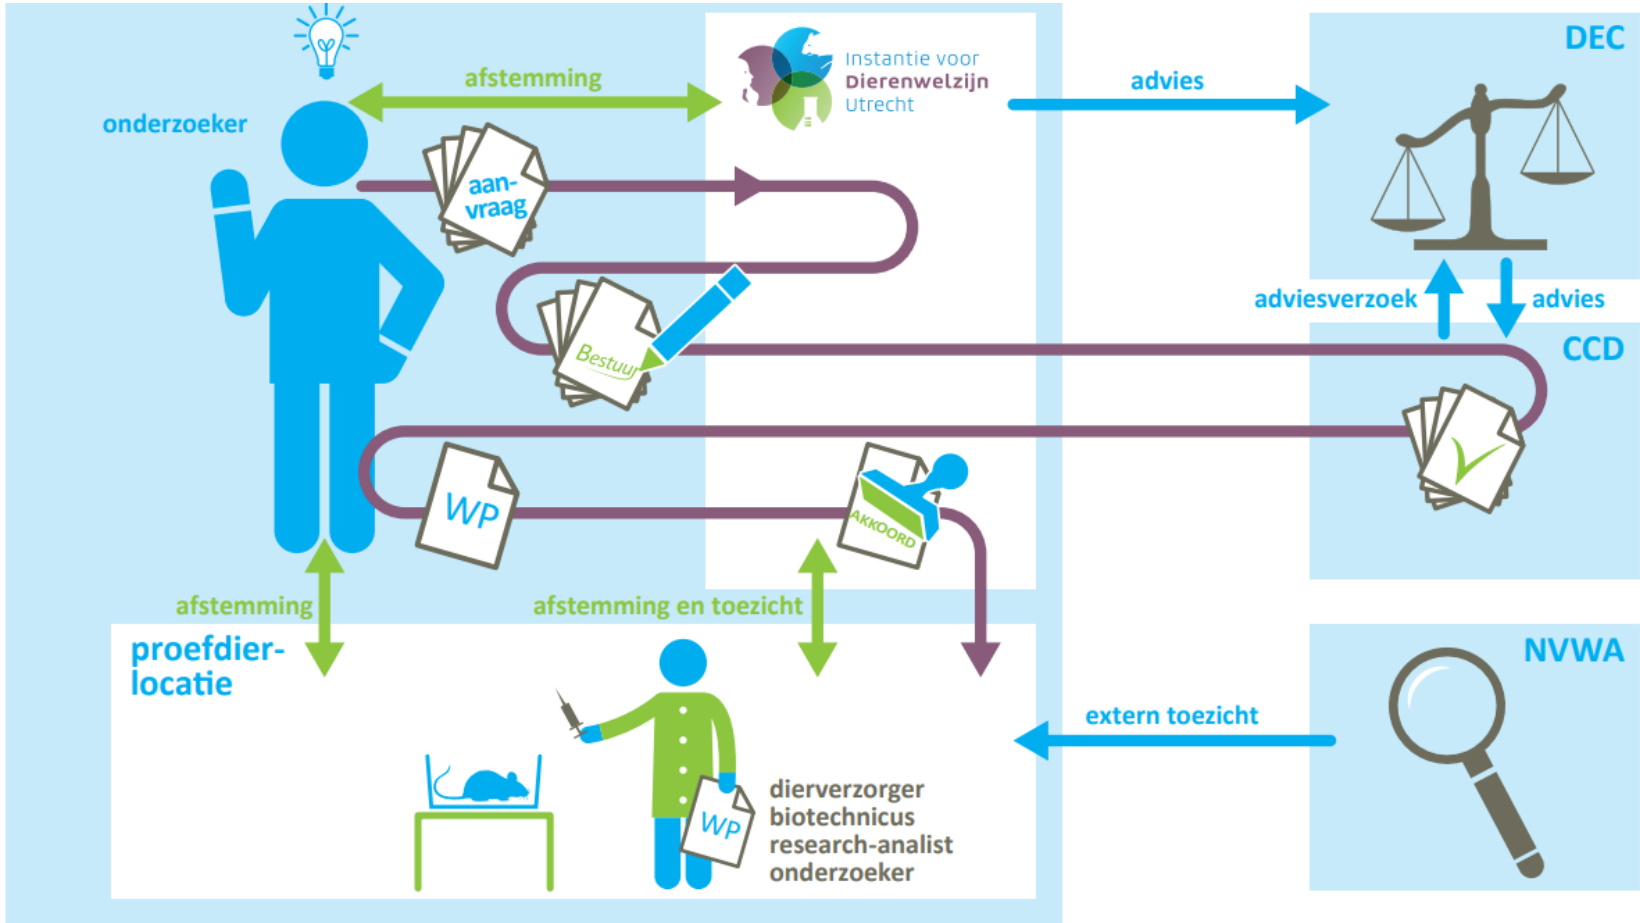 afstemming
Instantie voor
Dierenwelzijn
Utrecht
advies
DEC
onderzoeker
aan-
vraag
adviesverzoek
advies
Bestuur
CCD
WP
AKKOORD
afstemming
afstemming en toezicht
proefdier-
locatie
NVWA
extern toezicht
dierverzorger
biotechnicus
research-analist
onderzoeker
WP